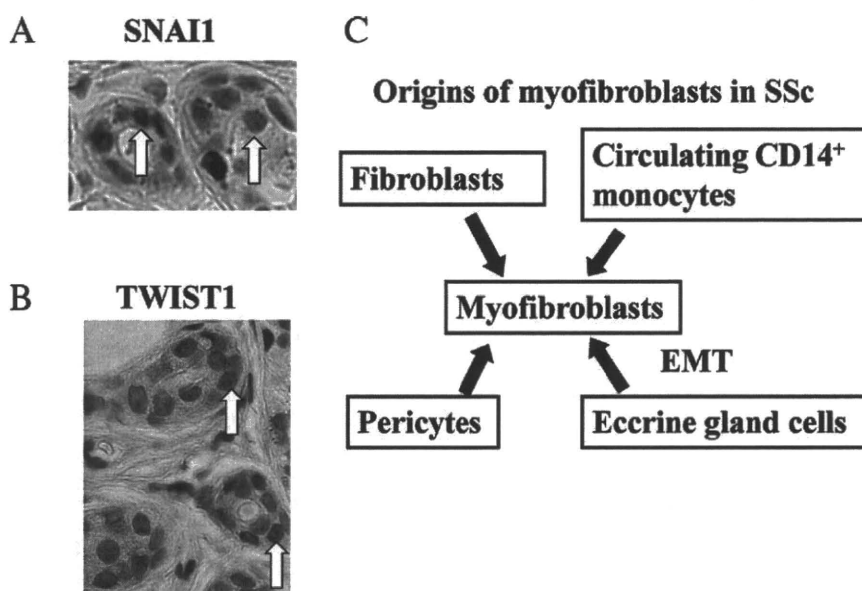 A
SNAI1
B
TWIST1
C
Origins of myofibroblasts in SSc
Fibroblasts
Circulating CD14⁺
monocytes
Myofibroblasts
EMT
Pericytes
Eccrine gland cells